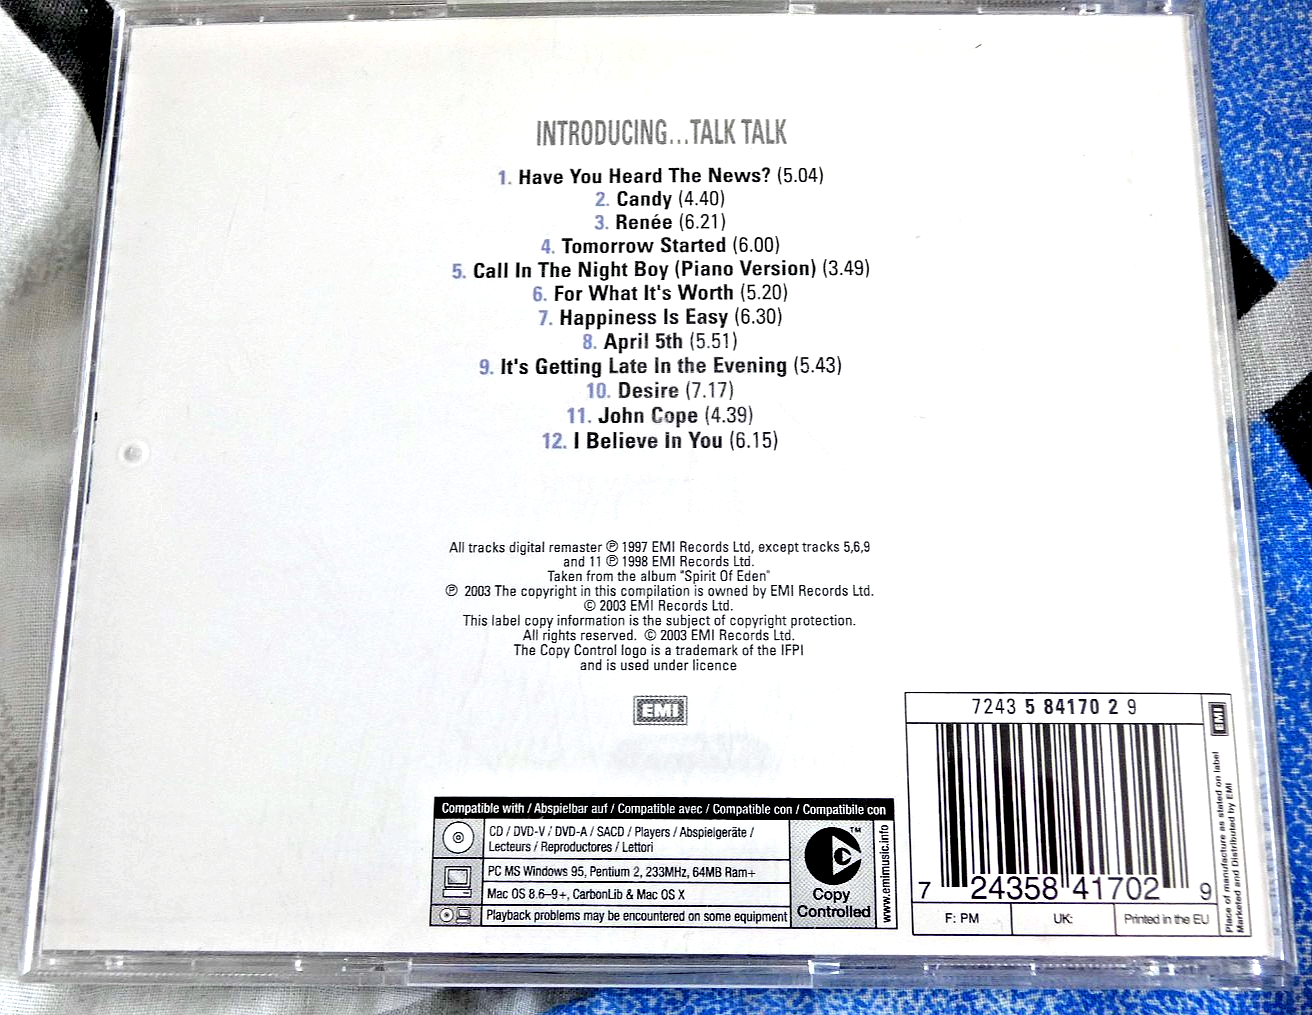 INTRODUCING...TALK TALK
1. Have You Heard The News? (5.04)
2. Candy (4.40)
3. Renée (6.21)
4. Tomorrow Started (6.00)
5. Call In The Night Boy (Piano Version) (3.49)
6. For What It's Worth (5.20)
7. Happiness Is Easy (6.30)
8. April 5th (5.51)
9. It's Getting Late In the Evening (5.43)
10. Desire (7.17)
11. John Cope (4.39)
12. I Believe in You (6.15)
All tracks digital remaster ℗ 1997 EMI Records Ltd, except tracks 5,6,9
and 11 ℗ 1998 EMI Records Ltd.
Taken from the album "Spirit Of Eden"
℗ 2003 The copyright in this compilation is owned by EMI Records Ltd.
© 2003 EMI Records Ltd.
This label copy information is the subject of copyright protection.
All rights reserved. © 2003 EMI Records Ltd.
The Copy Control logo is a trademark of the IFPI
and is used under licence
EMI
Compatible with / Abspielbar auf / Compatible avec / Compatible con / Compatibile con
CD / DVD-V / DVD-A / SACD / Players / Abspielgeräte /
Lecteurs / Reproductores / Lettori
PC MS Windows 95, Pentium 2, 233MHz, 64MB Ram+
Mac OS 8.6–9+, CarbonLib & Mac OS X
Playback problems may be encountered on some equipment
TM
Copy
Controlled
www.emimusic.info
7243 5 84170 2 9
7 24358 41702 9
F: PM
UK:
Printed in the EU
EMI
Place of manufacture as stated on label
Marketed and Distributed by EMI